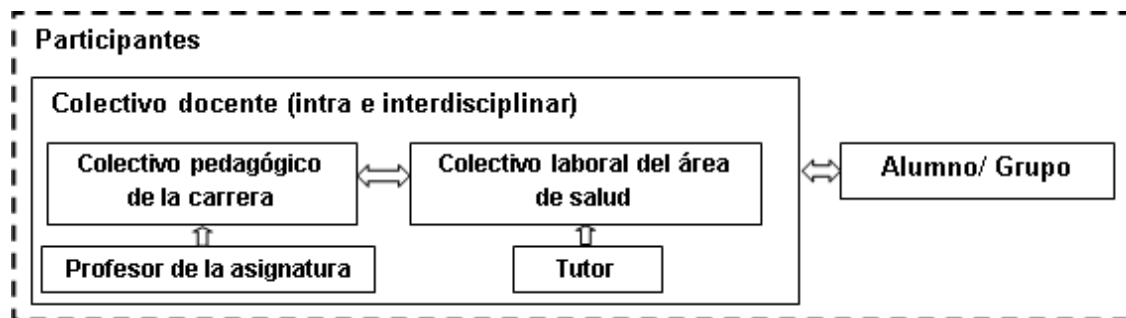 Participantes
Colectivo docente (intra e interdisciplinar)
Colectivo pedagógico
de la carrera
Colectivo laboral del área
de salud
Alumno/ Grupo
Profesor de la asignatura
Tutor